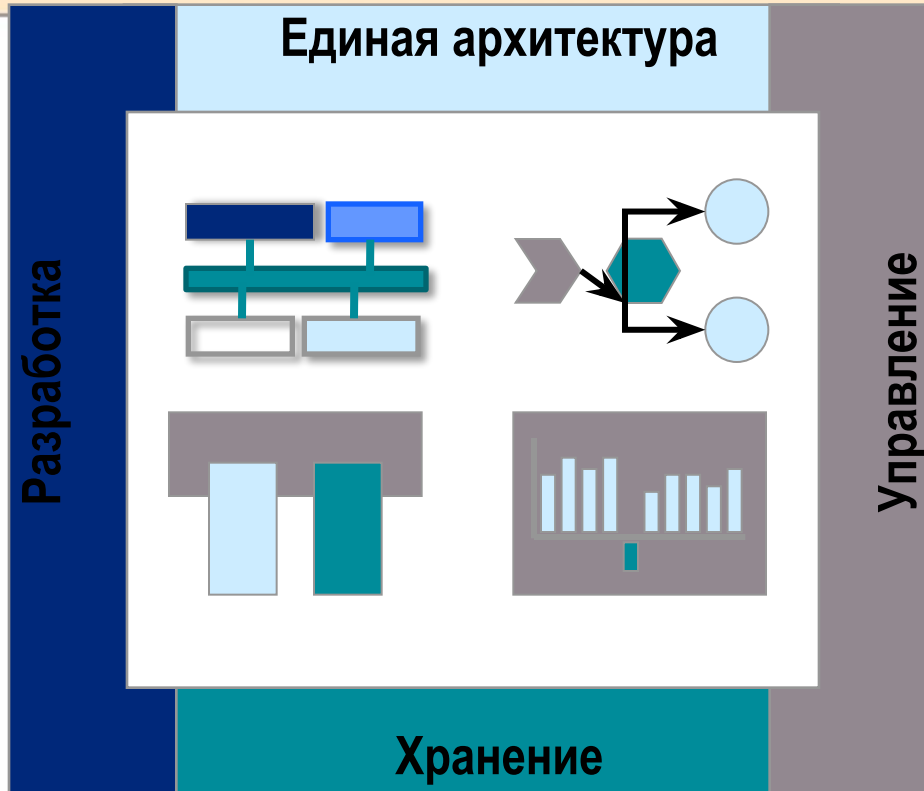 Единая архитектура
Разработка
Управление
Хранение